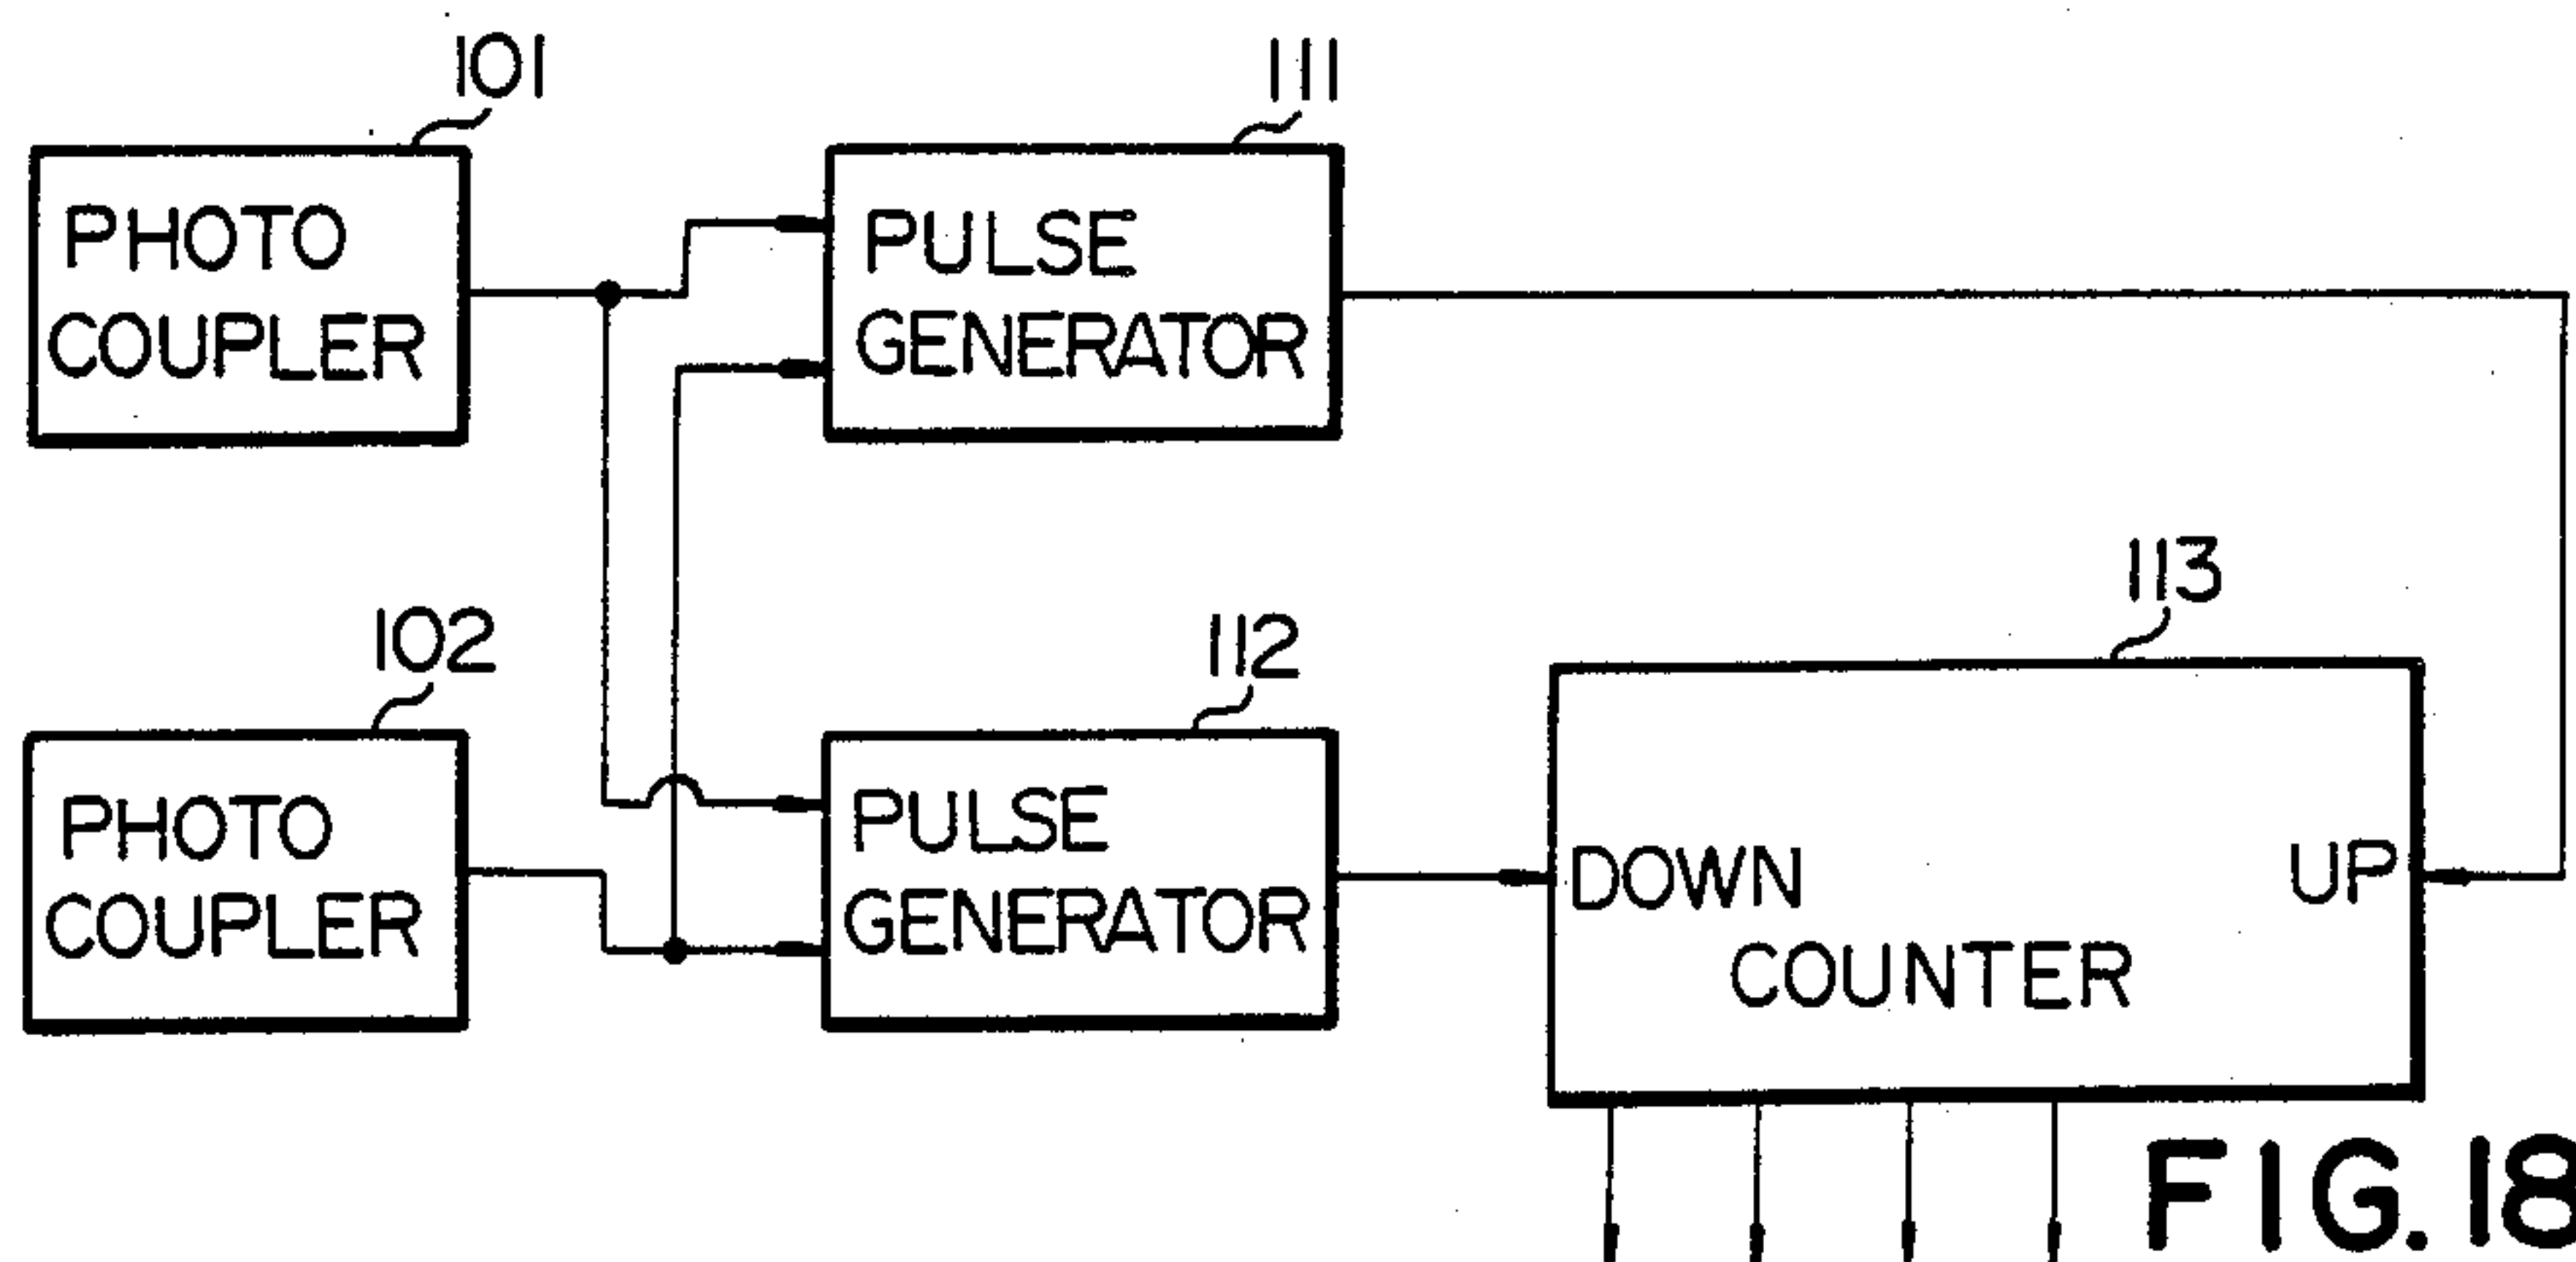 101
PHOTO
COUPLER
111
PULSE
GENERATOR
102
PHOTO
COUPLER
112
PULSE
GENERATOR
113
DOWN UP
COUNTER
FIG. 18